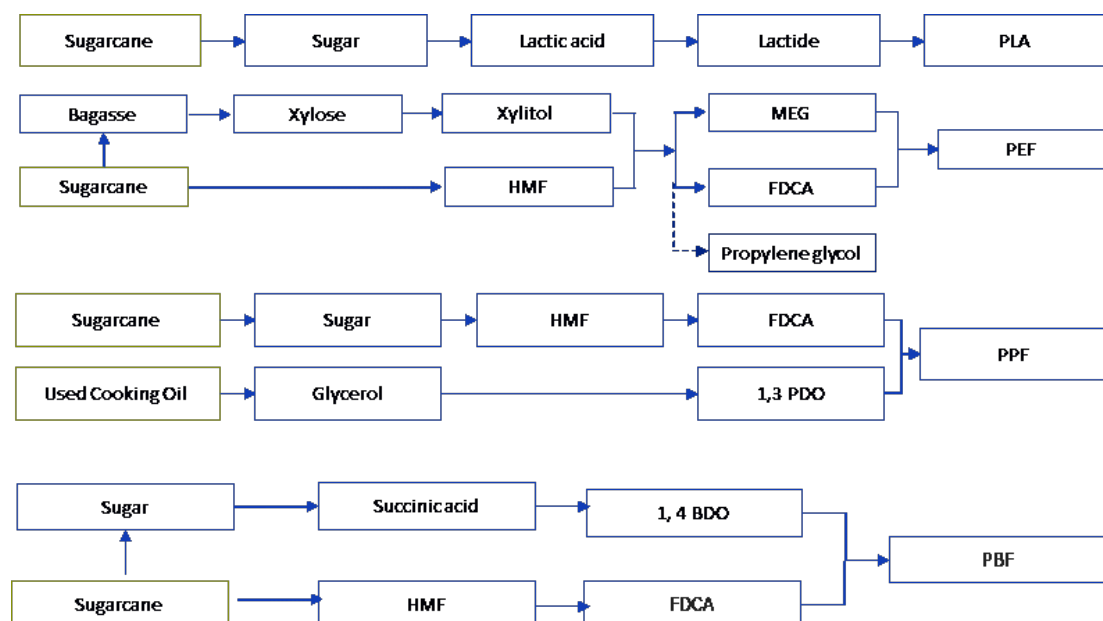 Sugarcane
Sugar
Lactic acid
Lactide
PLA
Bagasse
Xylose
Xylitol
MEG
PEF
Sugarcane
HMF
FDCA
Propylene glycol
Sugarcane
Sugar
HMF
FDCA
PPF
Used Cooking Oil
Glycerol
1,3 PDO
Sugar
Succinic acid
1, 4 BDO
PBF
Sugarcane
HMF
FDCA